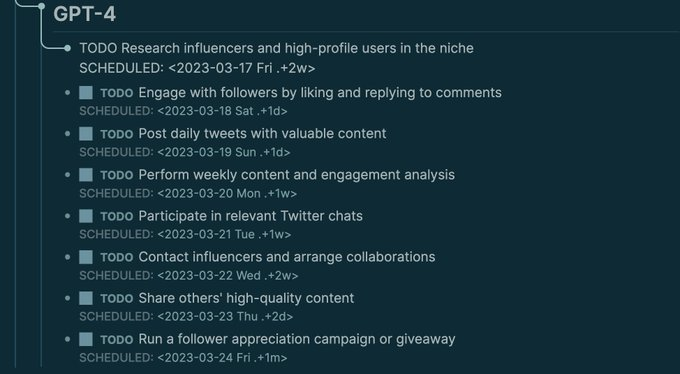 GPT-4
TODO Research influencers and high-profile users in the niche
SCHEDULED: <2023-03-17 Fri .+2w>
TODO Engage with followers by liking and replying to comments
SCHEDULED: <2023-03-18 Sat .+1d>
TODO Post daily tweets with valuable content
SCHEDULED: <2023-03-19 Sun .+1d>
TODO Perform weekly content and engagement analysis
SCHEDULED: <2023-03-20 Mon .+1w>
TODO Participate in relevant Twitter chats
SCHEDULED: <2023-03-21 Tue .+1w>
TODO Contact influencers and arrange collaborations
SCHEDULED: <2023-03-22 Wed .+2w>
TODO Share others' high-quality content
SCHEDULED: <2023-03-23 Thu .+2d>
TODO Run a follower appreciation campaign or giveaway
SCHEDULED: <2023-03-24 Fri .+1m>